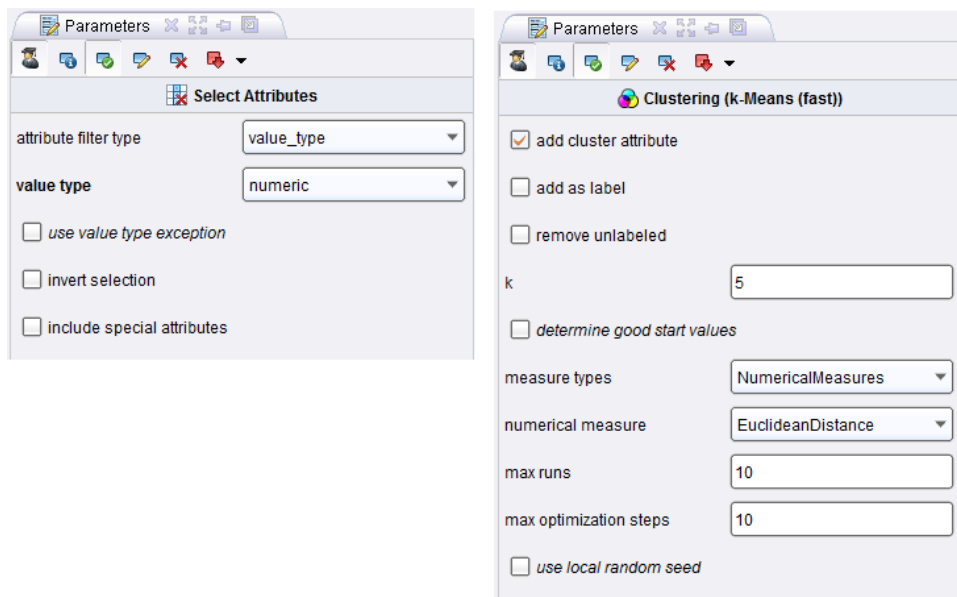 Parameters
Select Attributes
attribute filter type value_type
value type numeric
use value type exception
invert selection
include special attributes
Parameters
Clustering (k-Means (fast))
add cluster attribute
add as label
remove unlabeled
k 5
determine good start values
measure types NumericalMeasures
numerical measure EuclideanDistance
max runs 10
max optimization steps 10
use local random seed